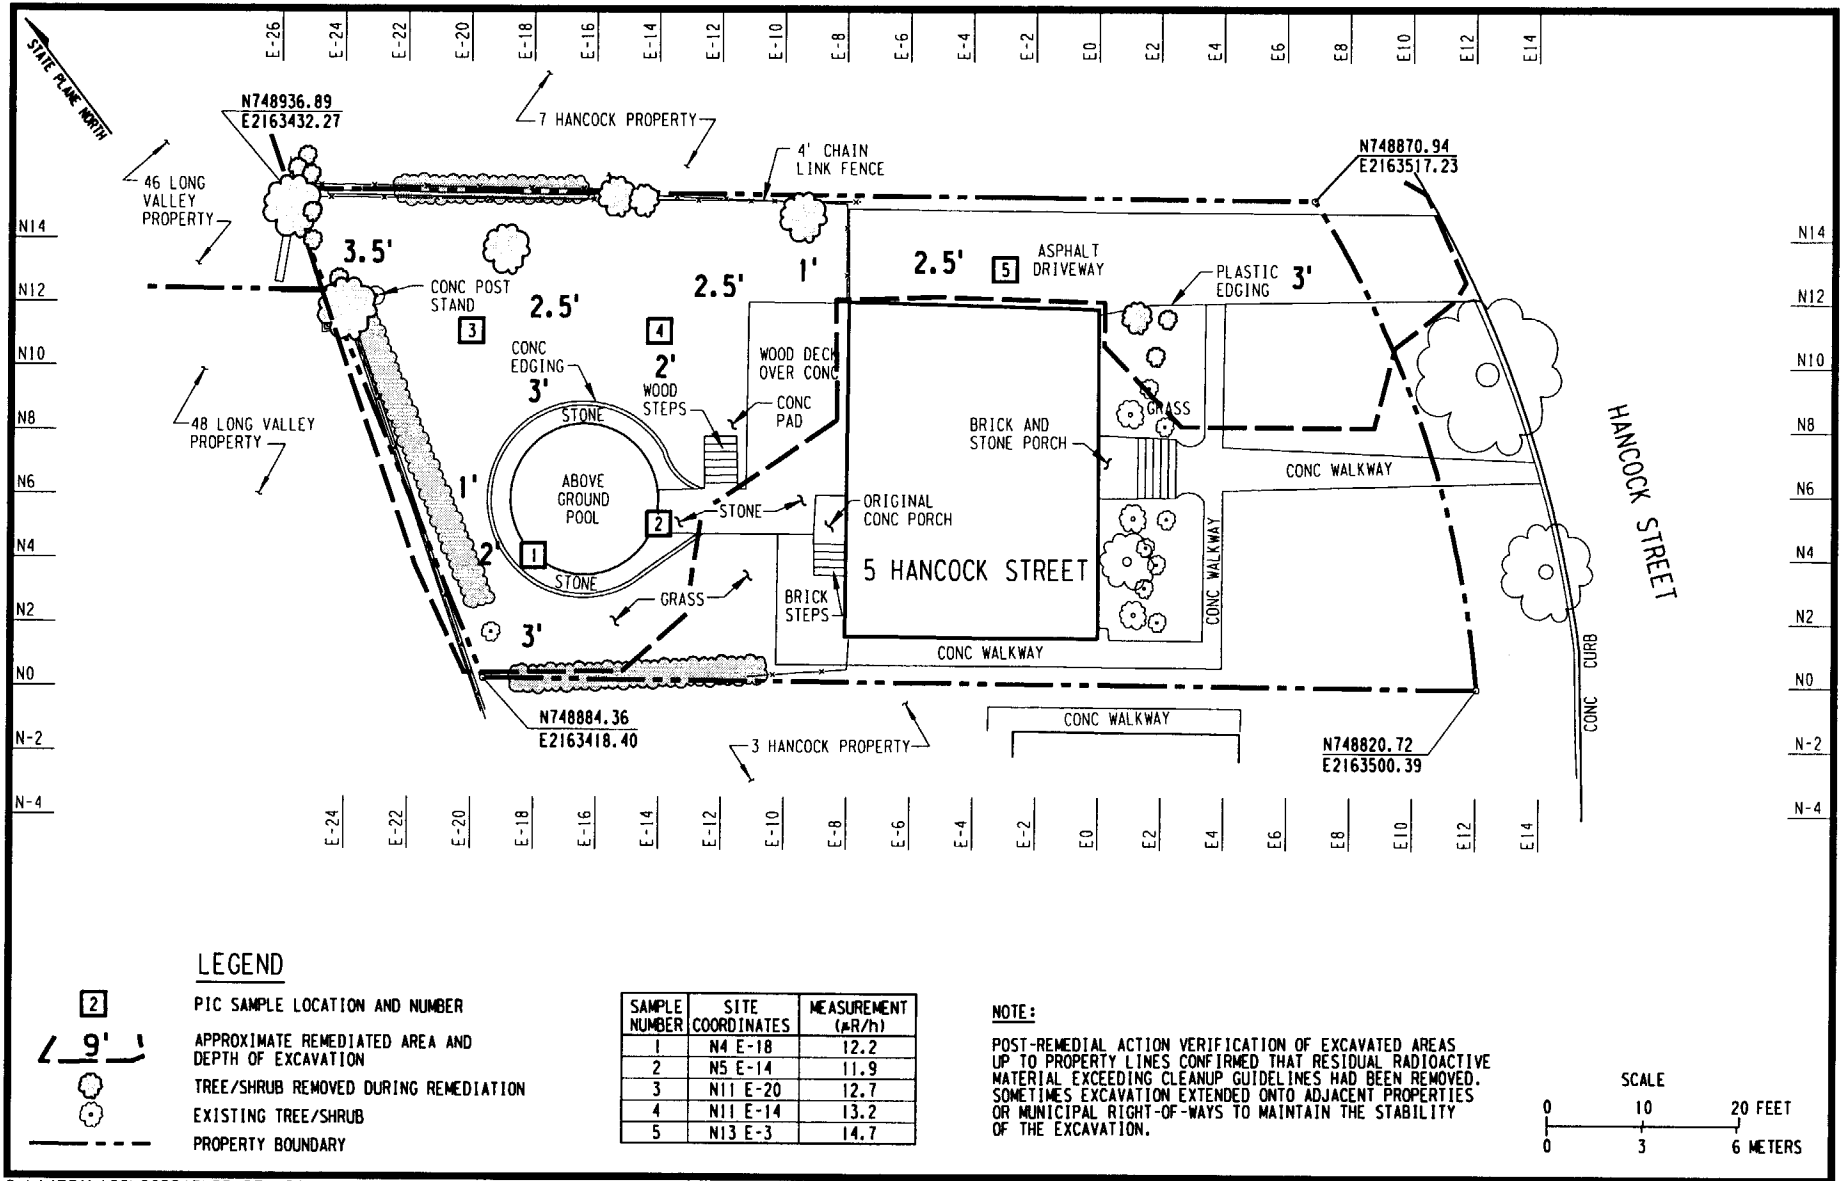 E-26 E-24 E-22 E-20 E-18 E-16 E-14 E-12 E-10 E-8 E-6 E-4 E-2 E0 E2 E4 E6 E8 E10 E12 E14
STATE PLANE NORTH
N748936.89
E2163432.27
7 HANCOCK PROPERTY
4' CHAIN
LINK FENCE
N748870.94
E2163517.23
46 LONG
VALLEY
PROPERTY
N14
N12
N10
N8
N6
N4
N2
N0
N-2
N-4
3.5'
CONC POST
STAND
2.5'
2.5'
1'
2.5'
5
ASPHALT
DRIVEWAY
PLASTIC
EDGING
3'
3
4
CONC
EDGING
3'
2'
WOOD
STEPS
WOOD DECK
OVER CONC
CONC
PAD
48 LONG VALLEY
PROPERTY
STONE
ABOVE
GROUND
POOL
1'
2
STONE
ORIGINAL
CONC PORCH
BRICK AND
STONE PORCH
GRASS
CONC WALKWAY
2'
1
STONE
GRASS
BRICK
STEPS
5 HANCOCK STREET
CONC WALKWAY
3'
CONC WALKWAY
HANCOCK STREET
CONC CURB
N14
N12
N10
N8
N6
N4
N2
N0
N-2
N-4
N748884.36
E2163418.40
3 HANCOCK PROPERTY
CONC WALKWAY
N748820.72
E2163500.39
E-24 E-22 E-20 E-18 E-16 E-14 E-12 E-10 E-8 E-6 E-4 E-2 E0 E2 E4 E6 E8 E10 E12 E14
LEGEND
2 PIC SAMPLE LOCATION AND NUMBER
9' APPROXIMATE REMEDIATED AREA AND
DEPTH OF EXCAVATION
TREE/SHRUB REMOVED DURING REMEDIATION
EXISTING TREE/SHRUB
PROPERTY BOUNDARY
SAMPLE NUMBER SITE COORDINATES MEASUREMENT (μR/h)
1 N4 E-18 12.2
2 N5 E-14 11.9
3 N11 E-20 12.7
4 N11 E-14 13.2
5 N13 E-3 14.7
NOTE:
POST-REMEDIAL ACTION VERIFICATION OF EXCAVATED AREAS
UP TO PROPERTY LINES CONFIRMED THAT RESIDUAL RADIOACTIVE
MATERIAL EXCEEDING CLEANUP GUIDELINES HAD BEEN REMOVED.
SOMETIMES EXCAVATION EXTENDED ONTO ADJACENT PROPERTIES
OR MUNICIPAL RIGHT-OF-WAYS TO MAINTAIN THE STABILITY
OF THE EXCAVATION.
SCALE
0 10 20 FEET
0 3 6 METERS